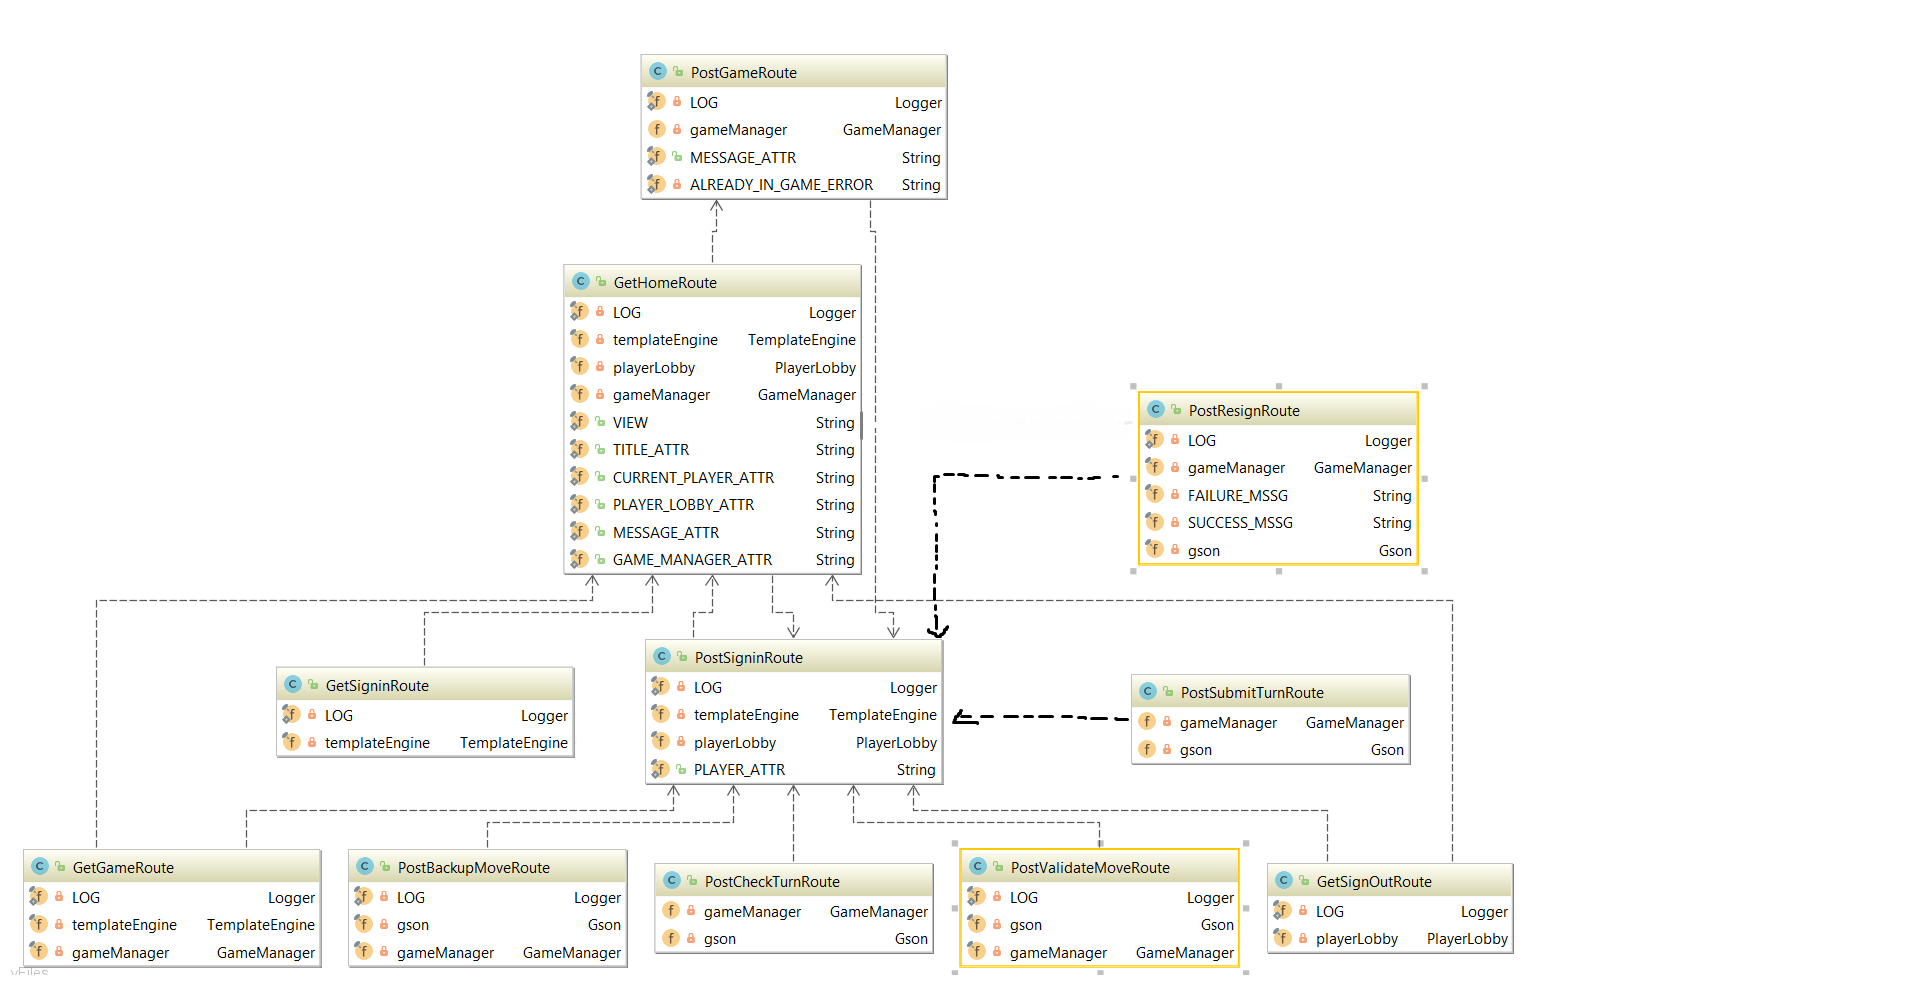 PostGameRoute
LOG Logger
gameManager GameManager
MESSAGE_ATTR String
ALREADY_IN_GAME_ERROR String
GetHomeRoute
LOG Logger
templateEngine TemplateEngine
playerLobby PlayerLobby
gameManager GameManager
VIEW String
TITLE_ATTR String
CURRENT_PLAYER_ATTR String
PLAYER_LOBBY_ATTR String
MESSAGE_ATTR String
GAME_MANAGER_ATTR String
PostResignRoute
LOG Logger
gameManager GameManager
FAILURE_MSSG String
SUCCESS_MSSG String
gson Gson
GetSigninRoute
LOG Logger
templateEngine TemplateEngine
PostSigninRoute
LOG Logger
templateEngine TemplateEngine
playerLobby PlayerLobby
PLAYER_ATTR String
PostSubmitTurnRoute
gameManager GameManager
gson Gson
GetGameRoute
LOG Logger
templateEngine TemplateEngine
gameManager GameManager
PostBackupMoveRoute
LOG Logger
gson Gson
gameManager GameManager
PostCheckTurnRoute
gameManager GameManager
gson Gson
PostValidateMoveRoute
LOG Logger
gson Gson
gameManager GameManager
GetSignOutRoute
LOG Logger
playerLobby PlayerLobby